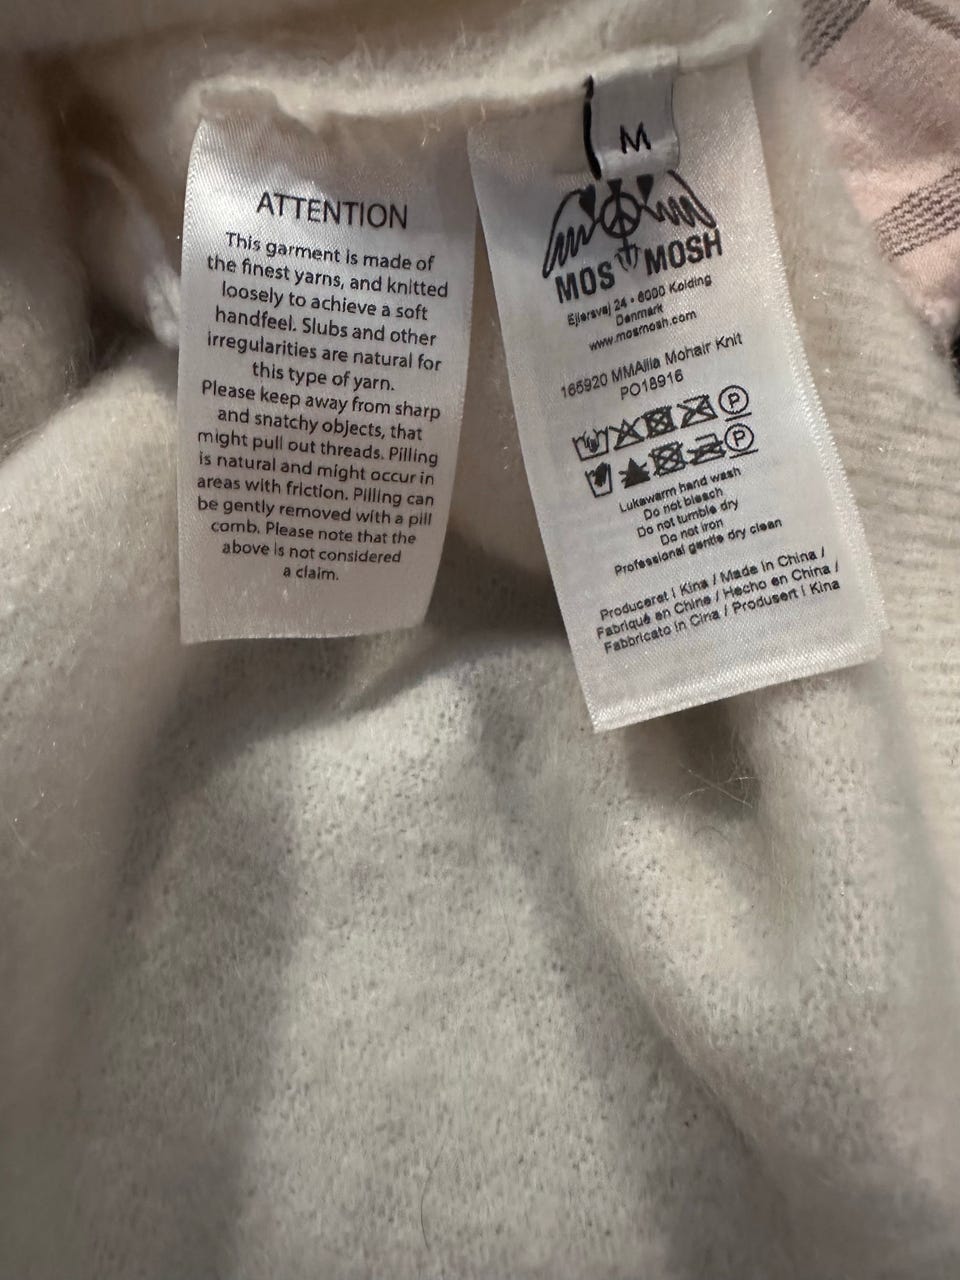 ATTENTION
This garment is made of
the finest yarns, and knitted
loosely to achieve a soft
handfeel. Slubs and other
irregularities are natural for
this type of yarn.
Please keep away from sharp
and snatchy objects, that
might pull out threads. Pilling
is natural and might occur in
areas with friction. Pilling can
be gently removed with a pill
comb. Please note that the
above is not considered
a claim.
M
MOS MOSH
Ejlersvej 24 • 6000 Kolding
Denmark
www.mosmosh.com
165920 MMAilia Mohair Knit
PO18916
P
P
Lukewarm hand wash
Do not bleach
Do not tumble dry
Do not iron
Professional gentle dry clean
Produceret i Kina / Made in China /
Fabriqué en Chine / Hecho en China /
Fabbricato in Cina / Produsert i Kina